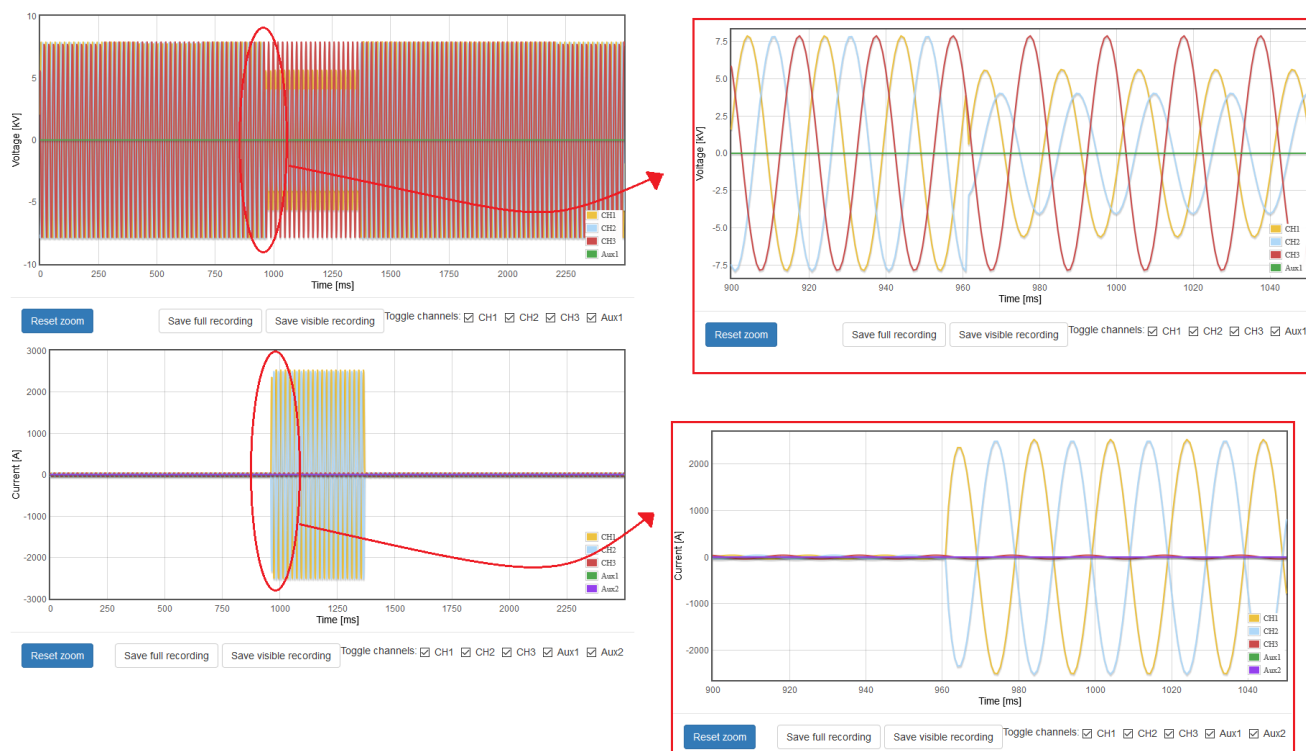 Voltage [kV]
10
5
0
-5
-10
0 250 500 750 1000 1250 1500 1750 2000 2250
Time [ms]
CH1
CH2
CH3
Aux1
Reset zoom Save full recording Save visible recording Toggle channels: CH1 CH2 CH3 Aux1
Voltage [kV]
7.5
5.0
2.5
0.0
-2.5
-5.0
-7.5
900 920 940 960 980 1000 1020 1040
Time [ms]
CH1
CH2
CH3
Aux1
Reset zoom Save full recording Save visible recording Toggle channels: CH1 CH2 CH3 Aux1
Current [A]
3000
2000
1000
0
-1000
-2000
-3000
0 250 500 750 1000 1250 1500 1750 2000 2250
Time [ms]
CH1
CH2
CH3
Aux1
Aux2
Reset zoom Save full recording Save visible recording Toggle channels: CH1 CH2 CH3 Aux1 Aux2
Current [A]
2000
1000
0
-1000
-2000
900 920 940 960 980 1000 1020 1040
Time [ms]
CH1
CH2
CH3
Aux1
Aux2
Reset zoom Save full recording Save visible recording Toggle channels: CH1 CH2 CH3 Aux1 Aux2